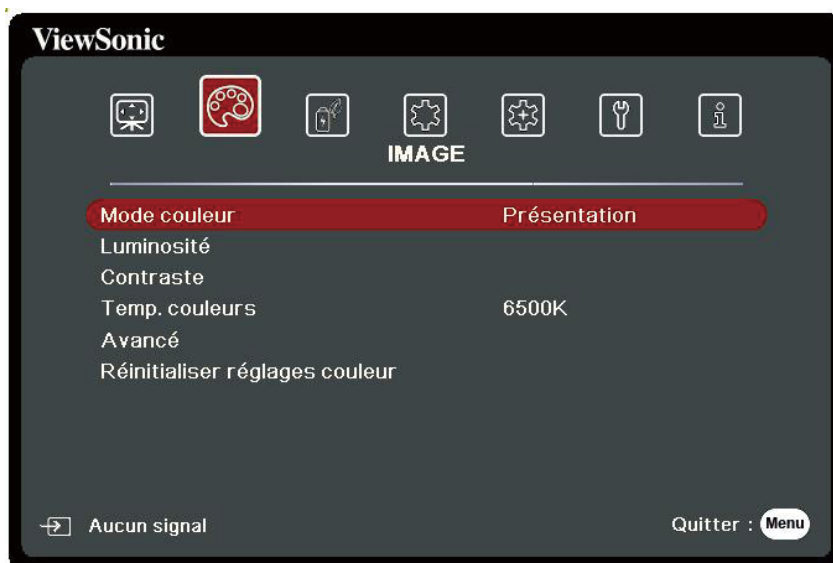 ViewSonic
IMAGE
Mode couleur Présentation
Luminosité
Contraste
Temp. couleurs 6500K
Avancé
Réinitialiser réglages couleur
Aucun signal Quitter : Menu